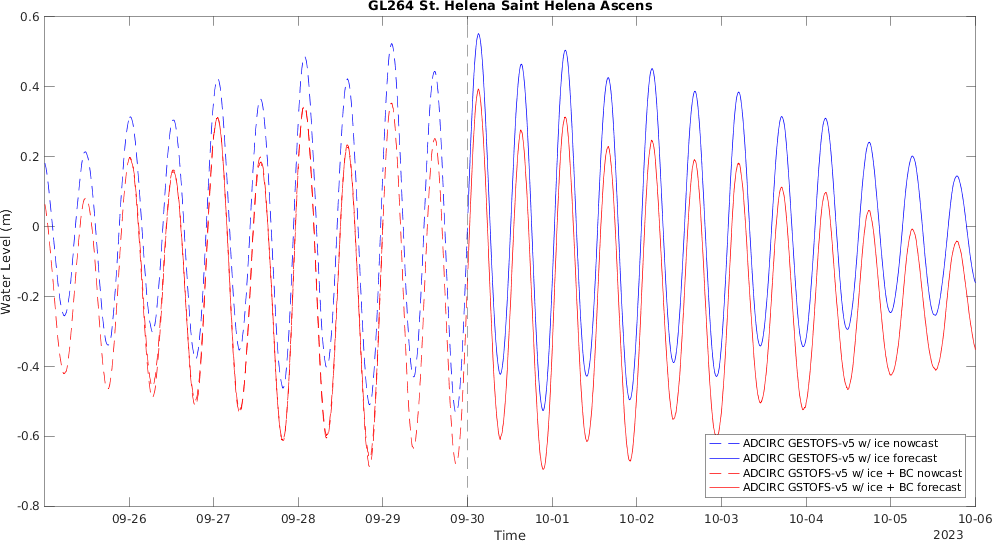 GL264 St. Helena Saint Helena Ascens
0.6
0.4
0.2
0
-0.2
-0.4
-0.6
-0.8
Water Level (m)
ADCIRC GESTOFS-v5 w/ ice nowcast
ADCIRC GESTOFS-v5 w/ ice forecast
ADCIRC GSTOFS-v5 w/ ice + BC nowcast
ADCIRC GSTOFS-v5 w/ ice + BC forecast
09-26 09-27 09-28 09-29 09-30 10-01 10-02 10-03 10-04 10-05 10-06
Time
2023